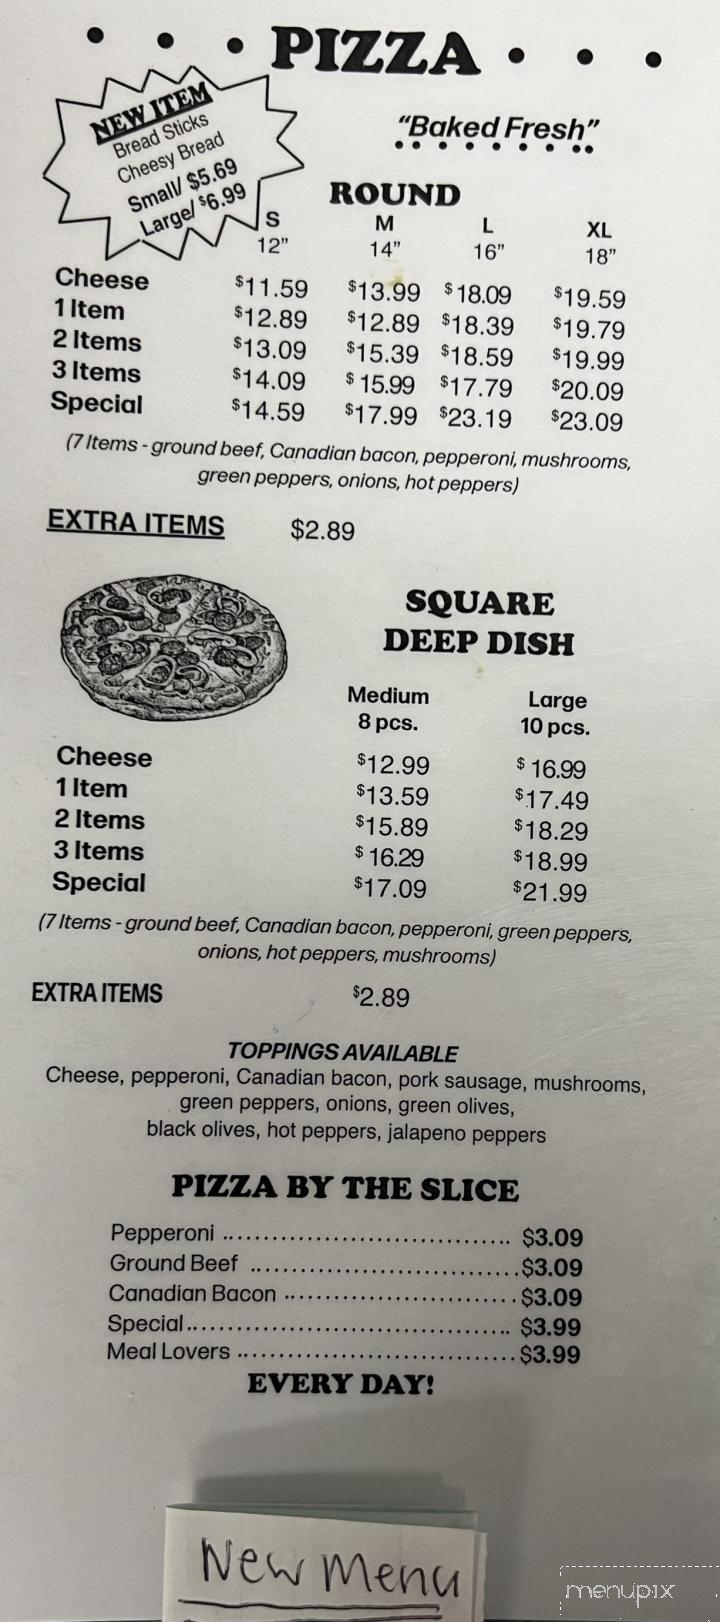 PIZZA
NEW ITEM
Bread Sticks
Cheesy Bread
Small/ $5.69
Large/ $6.99
"Baked Fresh"
ROUND
S M L XL
12" 14" 16" 18"
Cheese $11.59 $13.99 $18.09 $19.59
1 Item $12.89 $12.89 $18.39 $19.79
2 Items $13.09 $15.39 $18.59 $19.99
3 Items $14.09 $15.99 $17.79 $20.09
Special $14.59 $17.99 $23.19 $23.09
(7 Items - ground beef, Canadian bacon, pepperoni, mushrooms,
green peppers, onions, hot peppers)
EXTRA ITEMS $2.89
SQUARE
DEEP DISH
Medium Large
8 pcs. 10 pcs.
Cheese $12.99 $16.99
1 Item $13.59 $17.49
2 Items $15.89 $18.29
3 Items $16.29 $18.99
Special $17.09 $21.99
(7 Items - ground beef, Canadian bacon, pepperoni, green peppers,
onions, hot peppers, mushrooms)
EXTRA ITEMS $2.89
TOPPINGS AVAILABLE
Cheese, pepperoni, Canadian bacon, pork sausage, mushrooms,
green peppers, onions, green olives,
black olives, hot peppers, jalapeno peppers
PIZZA BY THE SLICE
Pepperoni ........ $3.09
Ground Beef ........ $3.09
Canadian Bacon ........ $3.09
Special ........ $3.99
Meal Lovers ........ $3.99
EVERY DAY!
New Menu
menupix